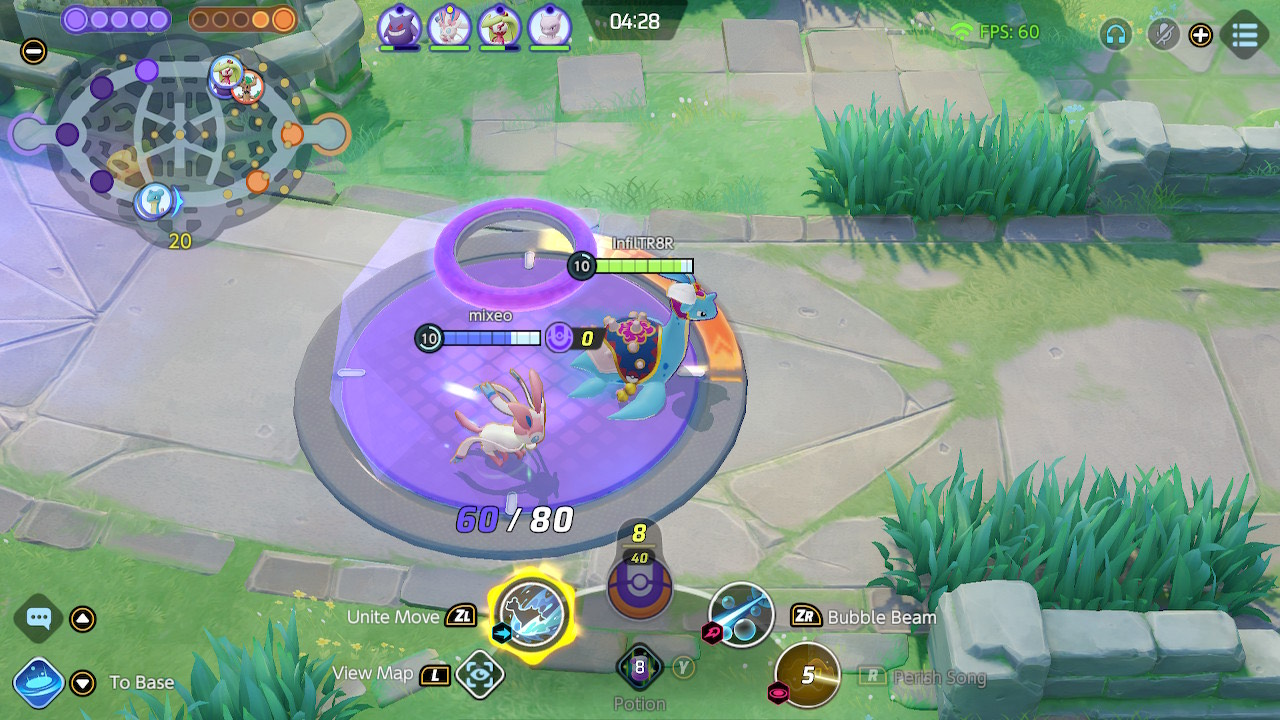 04:28
FPS: 60
20
InfilTR8R
10
mixeo
10
0
60 / 80
8
40
Unite Move ZL
ZR Bubble Beam
View Map L
8 Y
5
R Perish Song
To Base
Potion